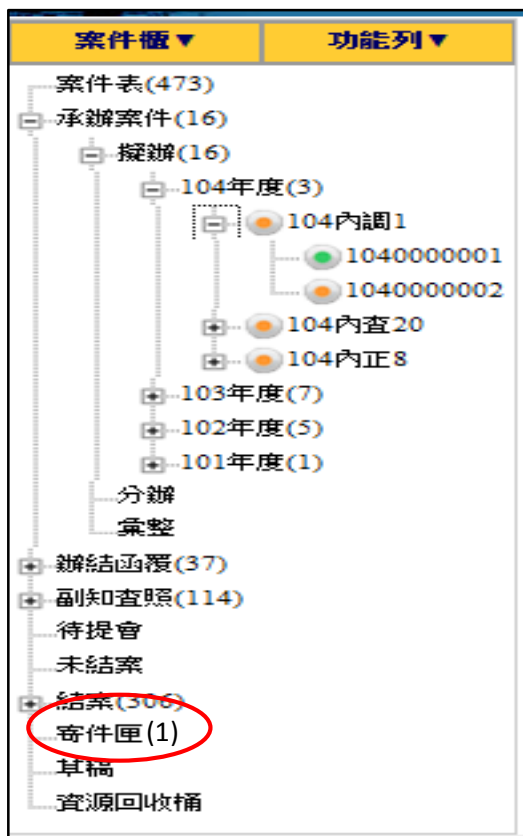 案件櫃▼ 功能列▼
案件表(473)
承辦案件(16)
擬辦(16)
104年度(3)
104內調1
1040000001
1040000002
104內查20
104內正8
103年度(7)
102年度(5)
101年度(1)
分辦
彙整
辦結函覆(37)
副知查照(114)
待提會
未結案
結案(306)
寄件匣(1)
草稿
資源回收桶